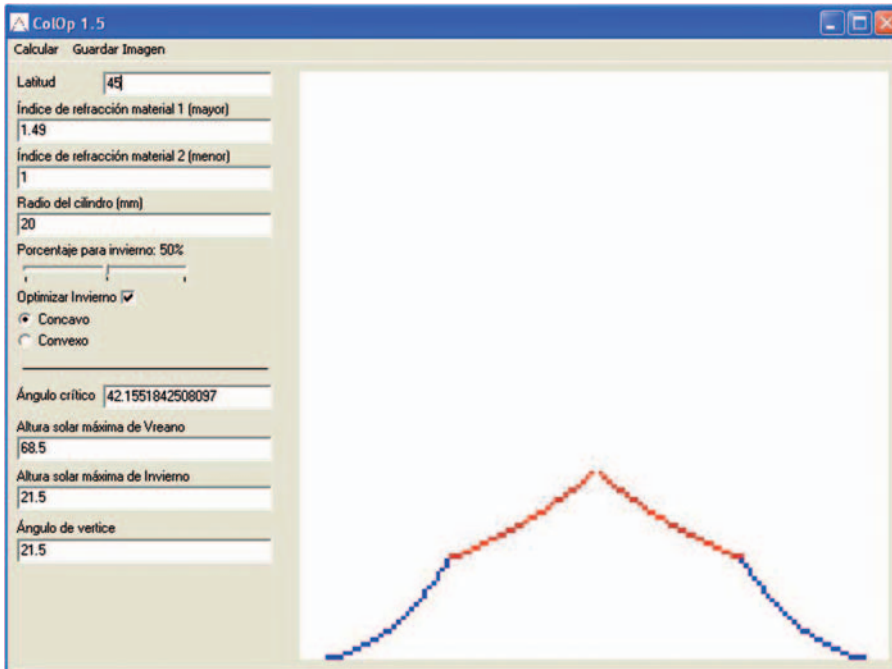 ColOp 1.5
Calcular Guardar Imagen
Latitud 45
Índice de refracción material 1 (mayor)
1.49
Índice de refracción material 2 (menor)
1
Radio del cilindro (mm)
20
Porcentaje para invierno: 50%
Optimizar Invierno
Concavo
Convexo
Ángulo crítico 42.1551842508097
Altura solar máxima de Vreano
68.5
Altura solar máxima de Invierno
21.5
Ángulo de vertice
21.5